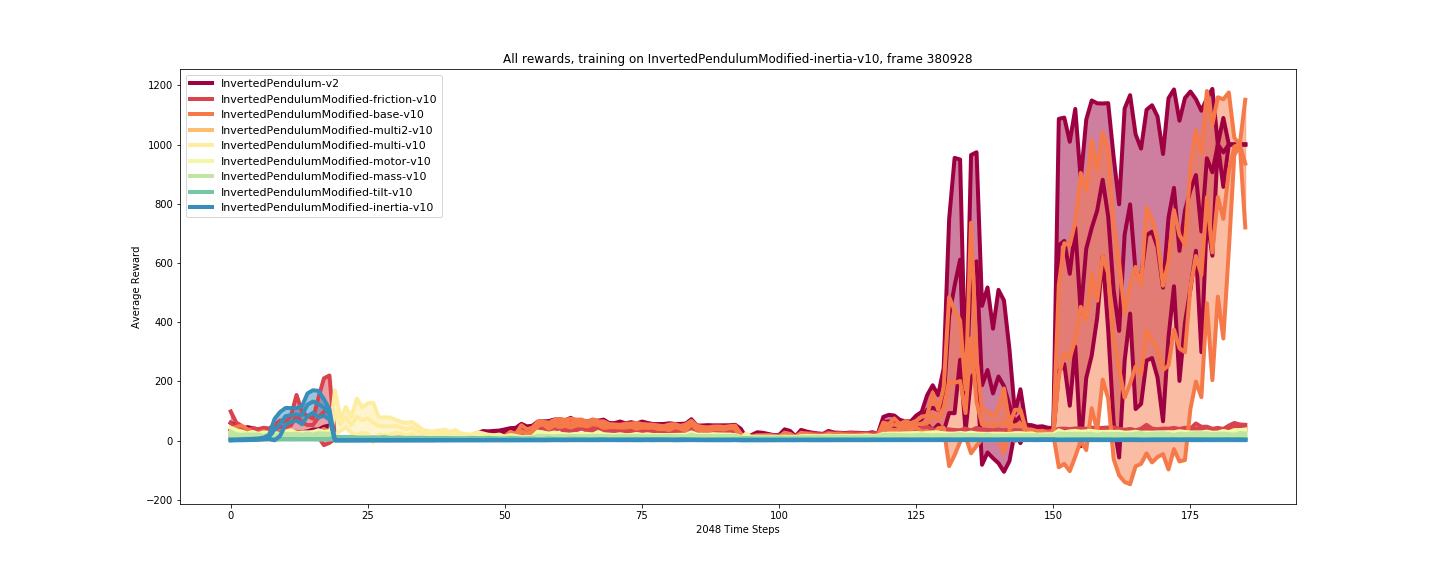 All rewards, training on InvertedPendulumModified-inertia-v10, frame 380928
InvertedPendulum-v2
InvertedPendulumModified-friction-v10
InvertedPendulumModified-base-v10
InvertedPendulumModified-multi2-v10
InvertedPendulumModified-multi-v10
InvertedPendulumModified-motor-v10
InvertedPendulumModified-mass-v10
InvertedPendulumModified-tilt-v10
InvertedPendulumModified-inertia-v10
Average Reward
1200
1000
800
600
400
200
0
−200
0 25 50 75 100 125 150 175
2048 Time Steps